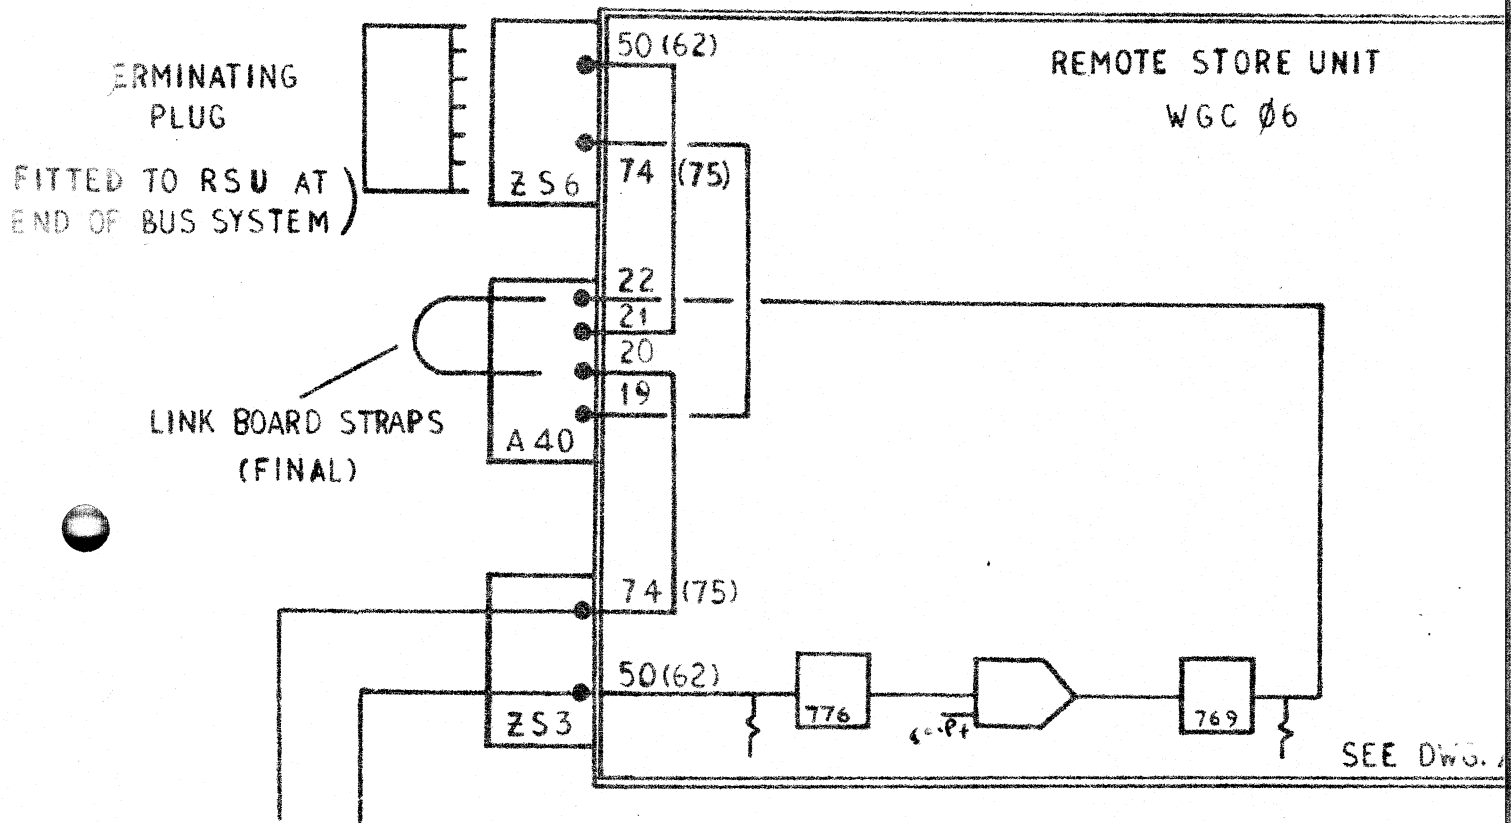 50 (62)
REMOTE STORE UNIT
WGC Ø6
ERMINATING
PLUG
FITTED TO RSU AT )
END OF BUS SYSTEM
74 (75)
ZS6
22
21
20
19
LINK BOARD STRAPS
(FINAL)
A40
74 (75)
50 (62)
ZS3
776
769
SEE DWG.